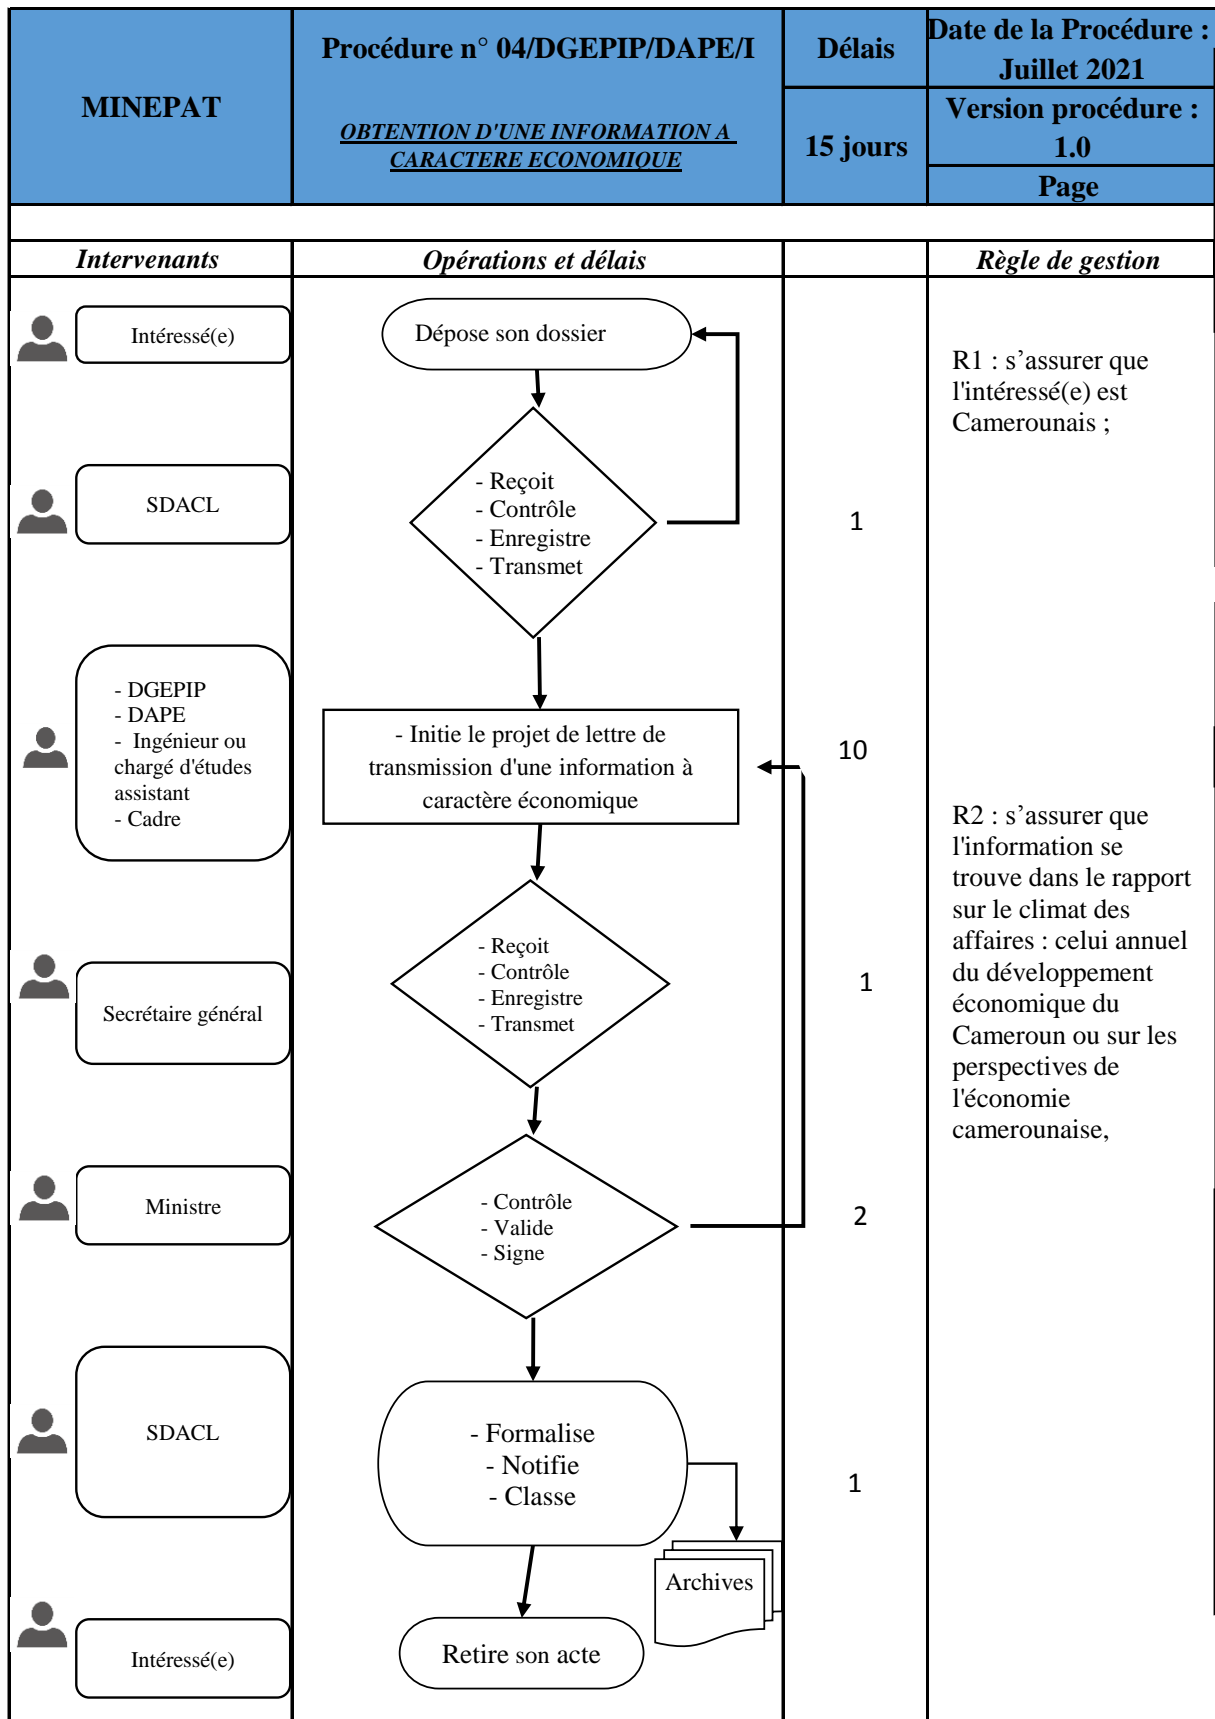 MINEPAT
Procédure n° 04/DGEPIP/DAPE/I
OBTENTION D'UNE INFORMATION A
CARACTERE ECONOMIQUE
Délais
15 jours
Date de la Procédure :
Juillet 2021
Version procédure :
1.0
Page
Intervenants
Opérations et délais
Règle de gestion
Intéressé(e)
Dépose son dossier
R1 : s’assurer que
l'intéressé(e) est
Camerounais ;
SDACL
- Reçoit
- Contrôle
- Enregistre
- Transmet
1
- DGEPIP
- DAPE
- Ingénieur ou
chargé d'études
assistant
- Cadre
- Initie le projet de lettre de
transmission d'une information à
caractère économique
10
R2 : s’assurer que
l'information se
trouve dans le rapport
sur le climat des
affaires : celui annuel
du développement
économique du
Cameroun ou sur les
perspectives de
l'économie
camerounaise,
Secrétaire général
- Reçoit
- Contrôle
- Enregistre
- Transmet
1
Ministre
- Contrôle
- Valide
- Signe
2
SDACL
- Formalise
- Notifie
- Classe
1
Archives
Intéressé(e)
Retire son acte